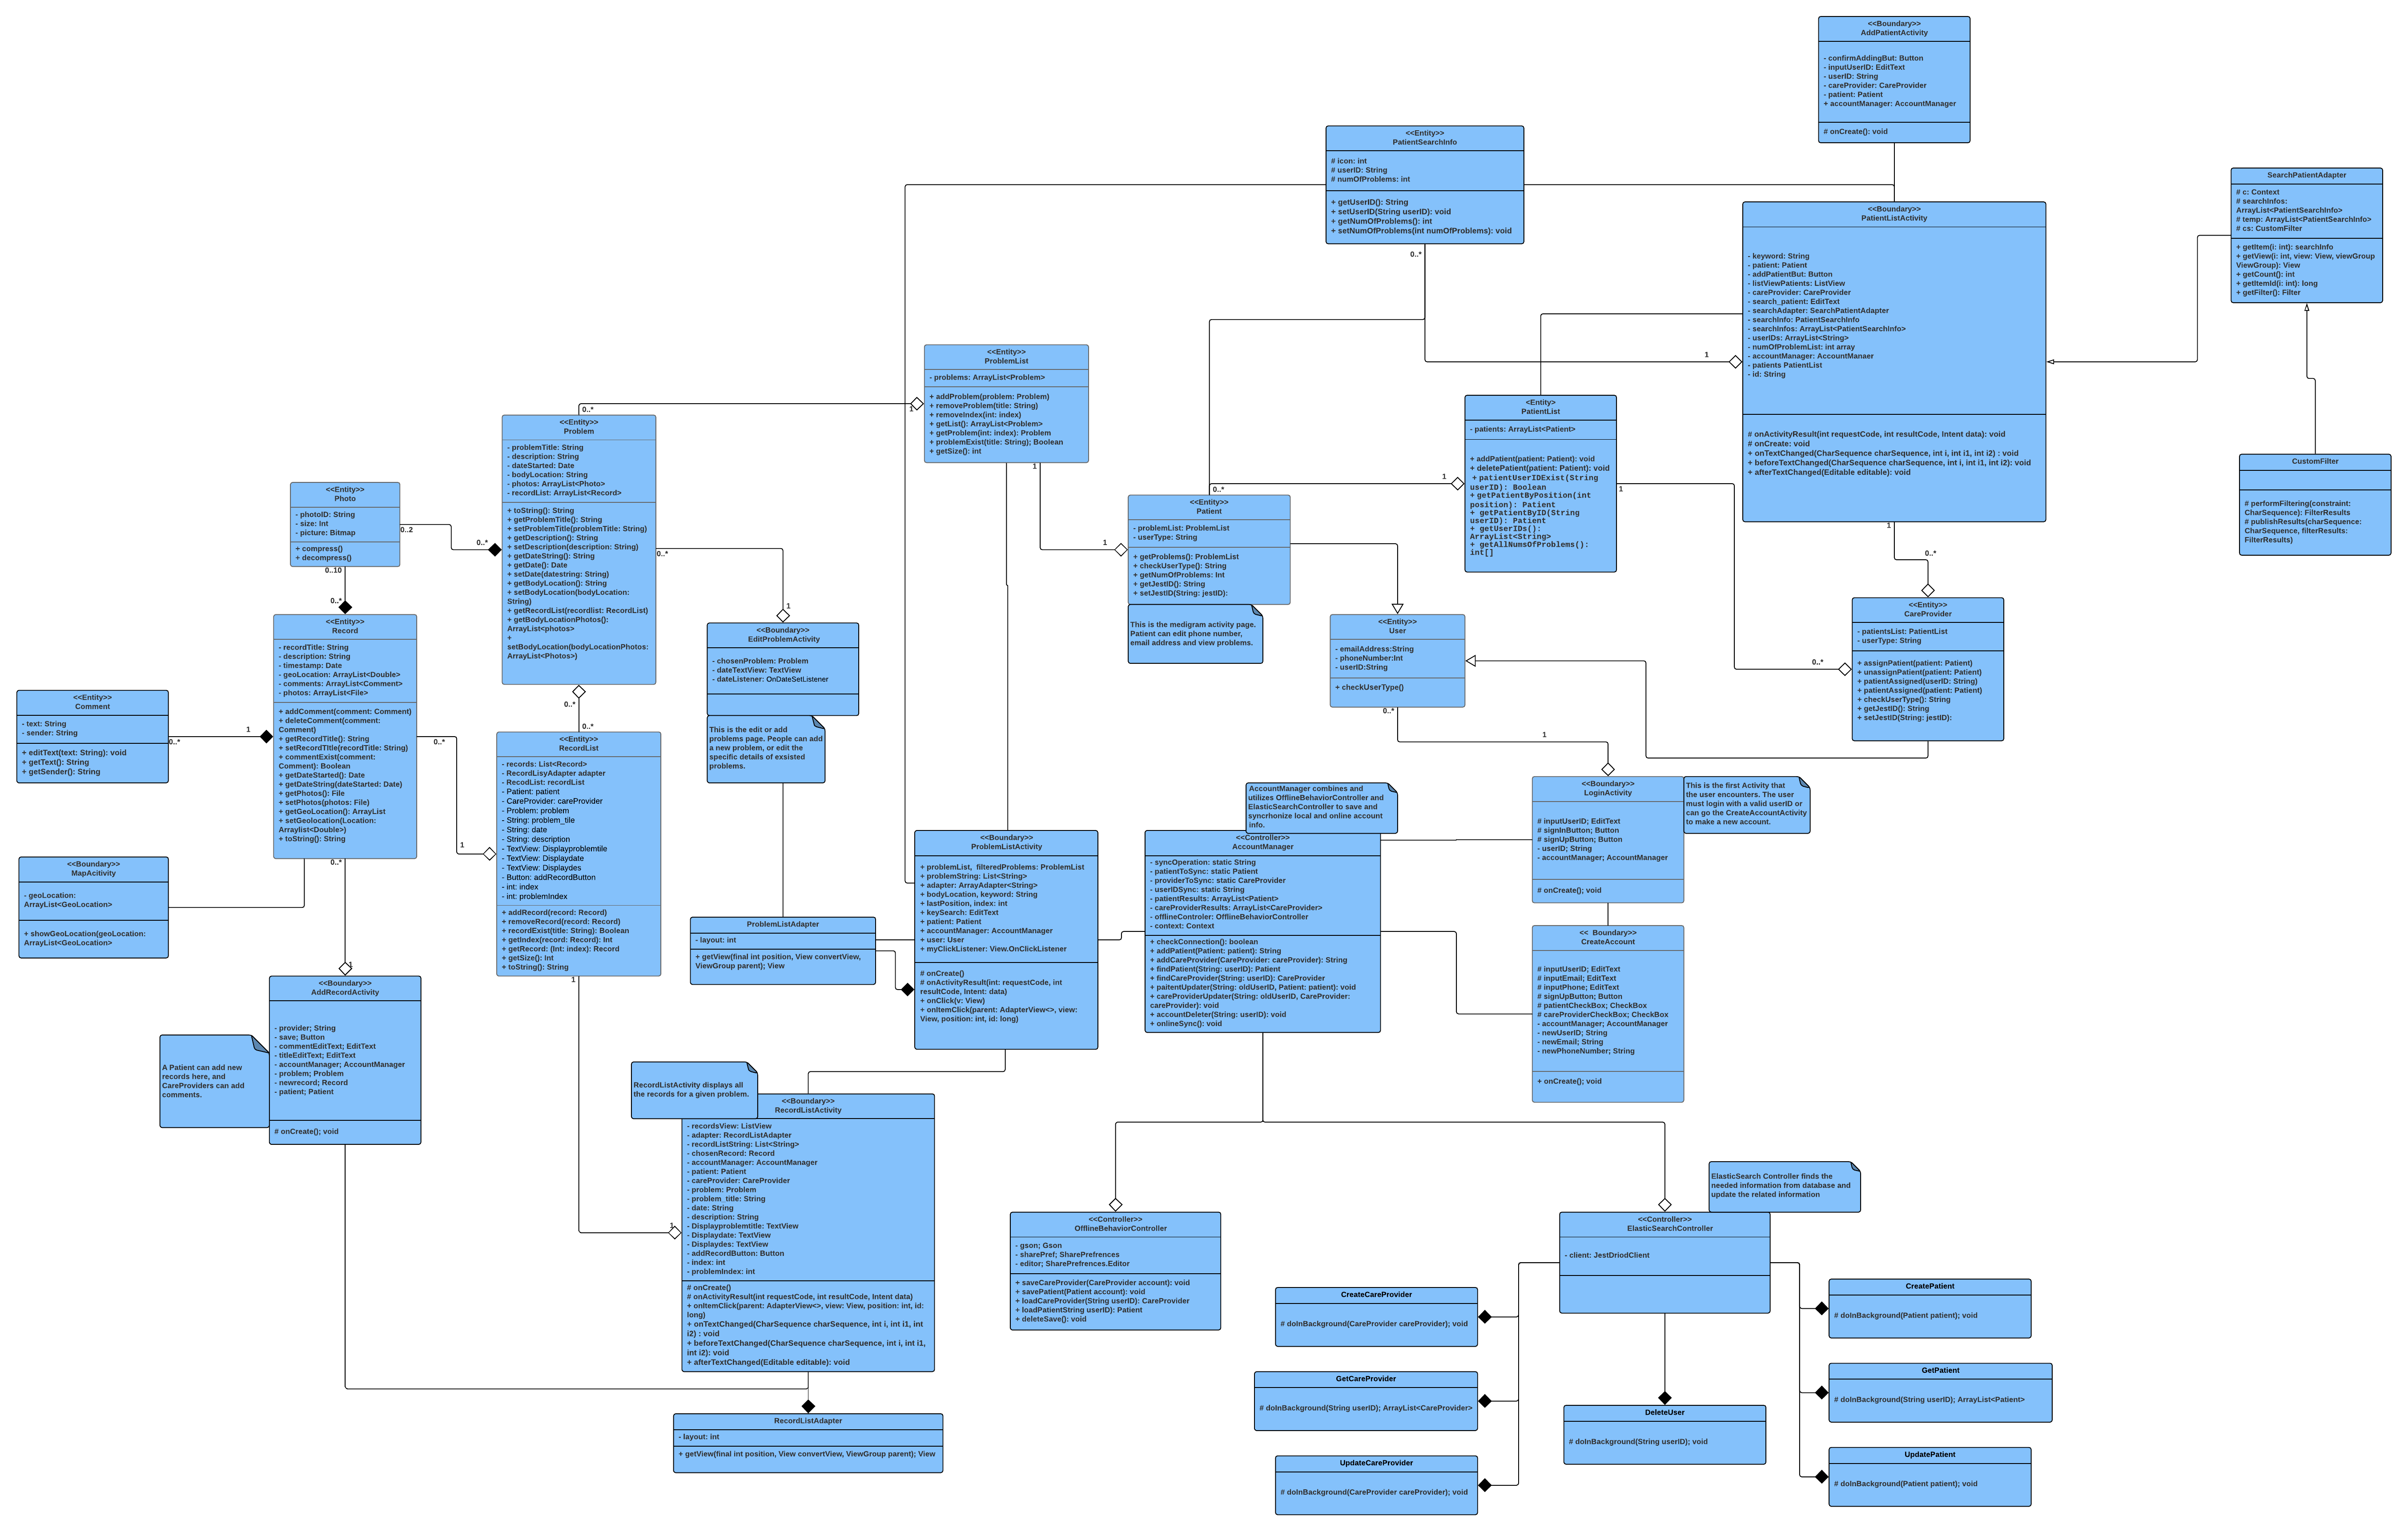 <<Boundary>>
AddPatientActivity
- confirmAddingBut: Button
- inputUserID: EditText
- userID: String
- careProvider: CareProvider
- patient: Patient
+ accountManager: AccountManager
# onCreate(): void
<<Entity>>
PatientSearchInfo
# icon: int
# userID: String
# numOfProblems: int
+ getUserID(): String
+ setUserID(String userID): void
+ getNumOfProblems(): int
+ setNumOfProblems(int numOfProblems): void
0..*
SearchPatientAdapter
# c: Context
# searchInfos:
ArrayList<PatientSearchInfo>
# temp: ArrayList<PatientSearchInfo>
# cs: CustomFilter
+ getItem(i: int): searchInfo
+ getView(i: int, view: View, viewGroup
ViewGroup): View
+ getCount(): int
+ getItemId(i: int): long
+ getFilter(): Filter
<<Boundary>>
PatientListActivity
- keyword: String
- patient: Patient
- addPatientBut: Button
- listViewPatients: ListView
- careProvider: CareProvider
- search_patient: EditText
- searchAdapter: SearchPatientAdapter
- searchInfo: PatientSearchInfo
- searchInfos: ArrayList<PatientSearchInfo>
- userIDs: ArrayList<String>
- numOfProblemList: int array
- accountManager: AccountManaer
- patients PatientList
- id: String
# onActivityResult(int requestCode, int resultCode, Intent data): void
# onCreate: void
+ onTextChanged(CharSequence charSequence, int i, int i1, int i2) : void
+ beforeTextChanged(CharSequence charSequence, int i, int i1, int i2): void
+ afterTextChanged(Editable editable): void
1
1
0..*
CustomFilter
# performFiltering(constraint:
CharSequence): FilterResults
# publishResults(charSequence:
CharSequence, filterResults:
FilterResults)
<<Entity>>
ProblemList
- problems: ArrayList<Problem>
+ addProblem(problem: Problem)
+ removeProblem(title: String)
+ removeIndex(int: index)
+ getList(): ArrayList<Problem>
+ getProblem(int: index): Problem
+ problemExist(title: String); Boolean
+ getSize(): int
0..*
1
1
1
<Entity>
PatientList
- patients: ArrayList<Patient>
+ addPatient(patient: Patient): void
+ deletePatient(patient: Patient): void
+ patientUserIDExist(String
userID): Boolean
+ getPatientByPosition(int
position): Patient
+ getPatientByID(String
userID): Patient
+ getUserIDs():
ArrayList<String>
+ getAllNumsOfProblems():
int[]
1
0..*
1
0..*
<<Entity>>
Problem
- problemTitle: String
- description: String
- dateStarted: Date
- bodyLocation: String
- photos: ArrayList<Photo>
- recordList: ArrayList<Record>
+ toString(): String
+ getProblemTitle(): String
+ setProblemTitle(problemTitle: String)
+ getDescription(): String
+ setDescription(description: String)
+ getDateString(): String
+ getDate(): Date
+ setDate(datestring: String)
+ getBodyLocation(): String
+ setBodyLocation(bodyLocation:
String)
+ getRecordList(recordlist: RecordList)
+ getBodyLocationPhotos():
ArrayList<photos>
+
setBodyLocation(bodyLocationPhotos:
ArrayList<Photos>)
0..*
1
0..*
0..*
<<Entity>>
Photo
- photoID: String
- size: Int
- picture: Bitmap
+ compress()
+ decompress()
0..2
0..*
0..10
0..*
<<Entity>>
Patient
- problemList: ProblemList
- userType: String
+ getProblems(): ProblemList
+ checkUserType(): String
+ getNumOfProblems: Int
+ getJestID(): String
+ setJestID(String: jestID):
This is the medigram activity page.
Patient can edit phone number,
email address and view problems.
<<Entity>>
User
- emailAddress:String
- phoneNumber:Int
- userID:String
+ checkUserType()
0..*
1
<<Entity>>
CareProvider
- patientsList: PatientList
- userType: String
+ assignPatient(patient: Patient)
+ unassignPatient(patient: Patient)
+ patientAssigned(userID: String)
+ patientAssigned(patient: Patient)
+ checkUserType(): String
+ getJestID(): String
+ setJestID(String: jestID):
<<Entity>>
Record
- recordTitle: String
- description: String
- timestamp: Date
- geoLocation: ArrayList<Double>
- comments: ArrayList<Comment>
- photos: ArrayList<File>
+ addComment(comment: Comment)
+ deleteComment(comment:
Comment)
+ getRecordTitle(): String
+ setRecordTItle(recordTitle: String)
+ commentExist(comment:
Comment): Boolean
+ getDateStarted(): Date
+ getDateString(dateStarted: Date)
+ getPhotos(): File
+ setPhotos(photos: File)
+ getGeoLocation(): ArrayList
+ setGeolocation(Location:
Arraylist<Double>)
+ toString(): String
0..*
1
0..*
1
<<Entity>>
Comment
- text: String
- sender: String
+ editText(text: String): void
+ getText(): String
+ getSender(): String
0..*
1
<<Boundary>>
EditProblemActivity
- chosenProblem: Problem
- dateTextView: TextView
- dateListener: OnDateSetListener
This is the edit or add
problems page. People can add
a new problem, or edit the
specific details of exsisted
problems.
<<Entity>>
RecordList
- records: List<Record>
- RecordLisyAdapter adapter
- RecodList: recordList
- Patient: patient
- CareProvider: careProvider
- Problem: problem
- String: problem_tile
- String: date
- String: description
- TextView: Displayproblemtile
- TextView: Displaydate
- TextView: Displaydes
- Button: addRecordButton
- int: index
- int: problemIndex
+ addRecord(record: Record)
+ removeRecord(record: Record)
+ recordExist(title: String): Boolean
+ getIndex(record: Record): Int
+ getRecord: (Int: index): Record
+ getSize(): Int
+ toString(): String
1
1
<<Boundary>>
MapAcitivity
- geoLocation:
ArrayList<GeoLocation>
+ showGeoLocation(geoLocation:
ArrayList<GeoLocation>
AccountManager combines and
utilizes OfflineBehaviorController and
ElasticSearchController to save and
syncrhonize local and online account
info.
<<Controller>>
AccountManager
- syncOperation: static String
- patientToSync: static Patient
- providerToSync: static CareProvider
- userIDSync: static String
- patientResults: ArrayList<Patient>
- careProviderResults: ArrayList<CareProvider>
- offlineControler: OfflineBehaviorController
- context: Context
+ checkConnection(): boolean
+ addPatient(Patient: patient): String
+ addCareProvider(CareProvider: careProvider): String
+ findPatient(String: userID): Patient
+ findCareProvider(String: userID): CareProvider
+ paitentUpdater(String: oldUserID, Patient: patient): void
+ careProviderUpdater(String: oldUserID, CareProvider:
careProvider): void
+ accountDeleter(String: userID): void
+ onlineSync(): void
<<Boundary>>
LoginActivity
# inputUserID; EditText
# signInButton; Button
# signUpButton; Button
- userID; String
- accountManager; AccountManager
# onCreate(); void
This is the first Activity that
the user encounters. The user
must login with a valid userID or
can go the CreateAccountActivity
to make a new account.
<<Boundary>>
ProblemListActivity
+ problemList, filteredProblems: ProblemList
+ problemString: List<String>
+ adapter: ArrayAdapter<String>
+ bodyLocation, keyword: String
+ lastPosition, index: int
+ keySearch: EditText
+ patient: Patient
+ accountManager: AccountManager
+ user: User
+ myClickListener: View.OnClickListener
# onCreate()
# onActivityResult(int: requestCode, int
resultCode, Intent: data)
+ onClick(v: View)
+ onItemClick(parent: AdapterView<>, view:
View, position: int, id: long)
ProblemListAdapter
- layout: int
+ getView(final int position, View convertView,
ViewGroup parent); View
<< Boundary>
CreateAccount
# inputUserID; EditText
# inputEmail; EditText
# inputPhone; EditText
# signUpButton; Button
# patientCheckBox; CheckBox
# careProviderCheckBox; CheckBox
- accountManager; AccountManager
- newUserID; String
- newEmail; String
- newPhoneNumber; String
+ onCreate(); void
<<Boundary>>
AddRecordActivity
- provider; String
- save; Button
- commentEditText; EditText
- titleEditText; EditText
- accountManager; AccountManager
- problem; Problem
- newrecord; Record
- patient; Patient
# onCreate(); void
A Patient can add new
records here, and
CareProviders can add
comments.
RecordListActivity displays all
the records for a given problem.
<<Boundary>>
RecordListActivity
- recordsView: ListView
- adapter: RecordListAdapter
- recordListString: List<String>
- chosenRecord: Record
- accountManager: AccountManager
- patient: Patient
- careProvider: CareProvider
- problem: Problem
- problem_title: String
- date: String
- description: String
- Displayproblemtitle: TextView
- Displaydate: TextView
- Displaydes: TextView
- addRecordButton: Button
- index: int
- problemIndex: int
# onCreate()
# onActivityResult(int requestCode, int resultCode, Intent data)
+ onItemClick(parent: AdapterView<>, view: View, position: int, id:
long)
+ onTextChanged(CharSequence charSequence, int i, int i1, int
i2) : void
+ beforeTextChanged(CharSequence charSequence, int i, int i1,
int i2): void
+ afterTextChanged(Editable editable): void
RecordListAdapter
- layout: int
+ getView(final int position, View convertView, ViewGroup parent); View
<<Controller>>
OfflineBehaviorController
- gson; Gson
- sharePref; SharePrefrences
- editor; SharePrefrences.Editor
+ saveCareProvider(CareProvider account): void
+ savePatient(Patient account): void
+ loadCareProvider(String userID): CareProvider
+ loadPatientString userID): Patient
+ deleteSave(): void
ElasticSearch Controller finds the
needed information from database and
update the related information
<<Controller>>
ElasticSearchController
- client: JestDriodClient
CreateCareProvider
# doInBackground(CareProvider careProvider); void
GetCareProvider
# doInBackground(String userID); ArrayList<CareProvider>
UpdateCareProvider
# doInBackground(CareProvider careProvider); void
DeleteUser
# doInBackground(String userID); void
CreatePatient
# doInBackground(Patient patient); void
GetPatient
# doInBackground(String userID); ArrayList<Patient>
UpdatePatient
# doInBackground(Patient patient); void